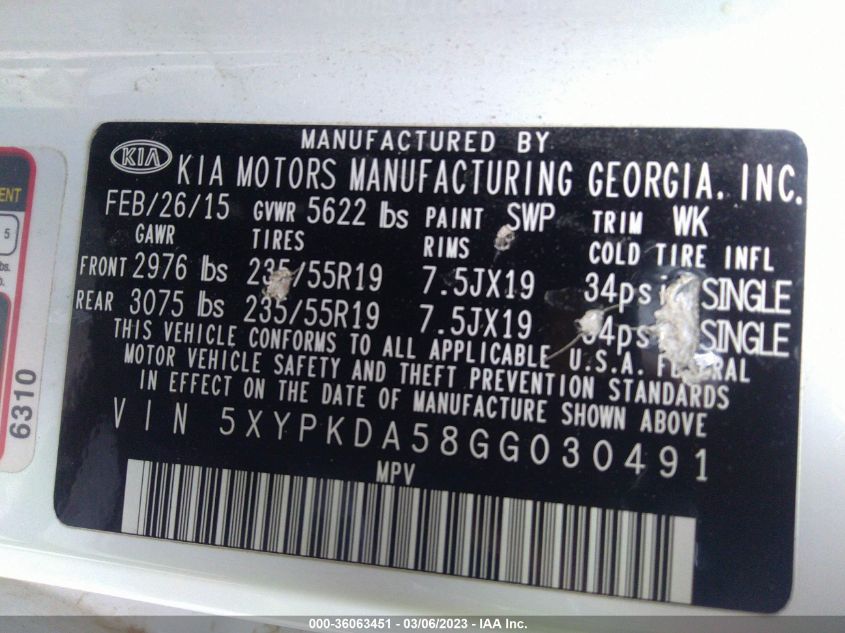 MANUFACTURED BY
KIA
KIA MOTORS MANUFACTURING GEORGIA, INC.
FEB/26/15 GVWR 5622 lbs PAINT SWP TRIM WK
GAWR TIRES RIMS COLD TIRE INFL
FRONT 2976 lbs 235/55R19 7.5JX19 34psi SINGLE
REAR 3075 lbs 235/55R19 7.5JX19 34psi SINGLE
THIS VEHICLE CONFORMS TO ALL APPLICABLE U.S.A. FEDERAL
MOTOR VEHICLE SAFETY AND THEFT PREVENTION STANDARDS
IN EFFECT ON THE DATE OF MANUFACTURE SHOWN ABOVE
VIN 5XYPKDA58GG030491
MPV
5
6310
000-36063451 - 03/06/2023 - IAA Inc.